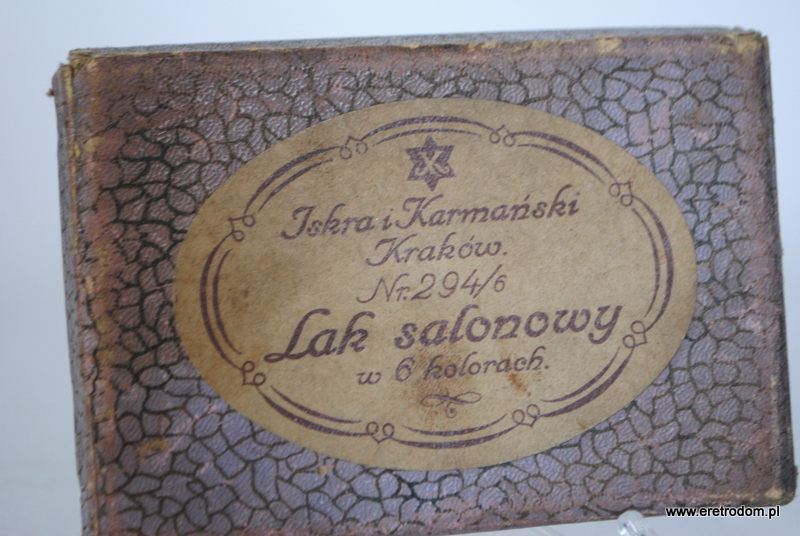 K
Iskra i Karmański
Kraków.
Nr. 294/6
Lak salonowy
w 6 kolorach.
www.eretrodom.pl